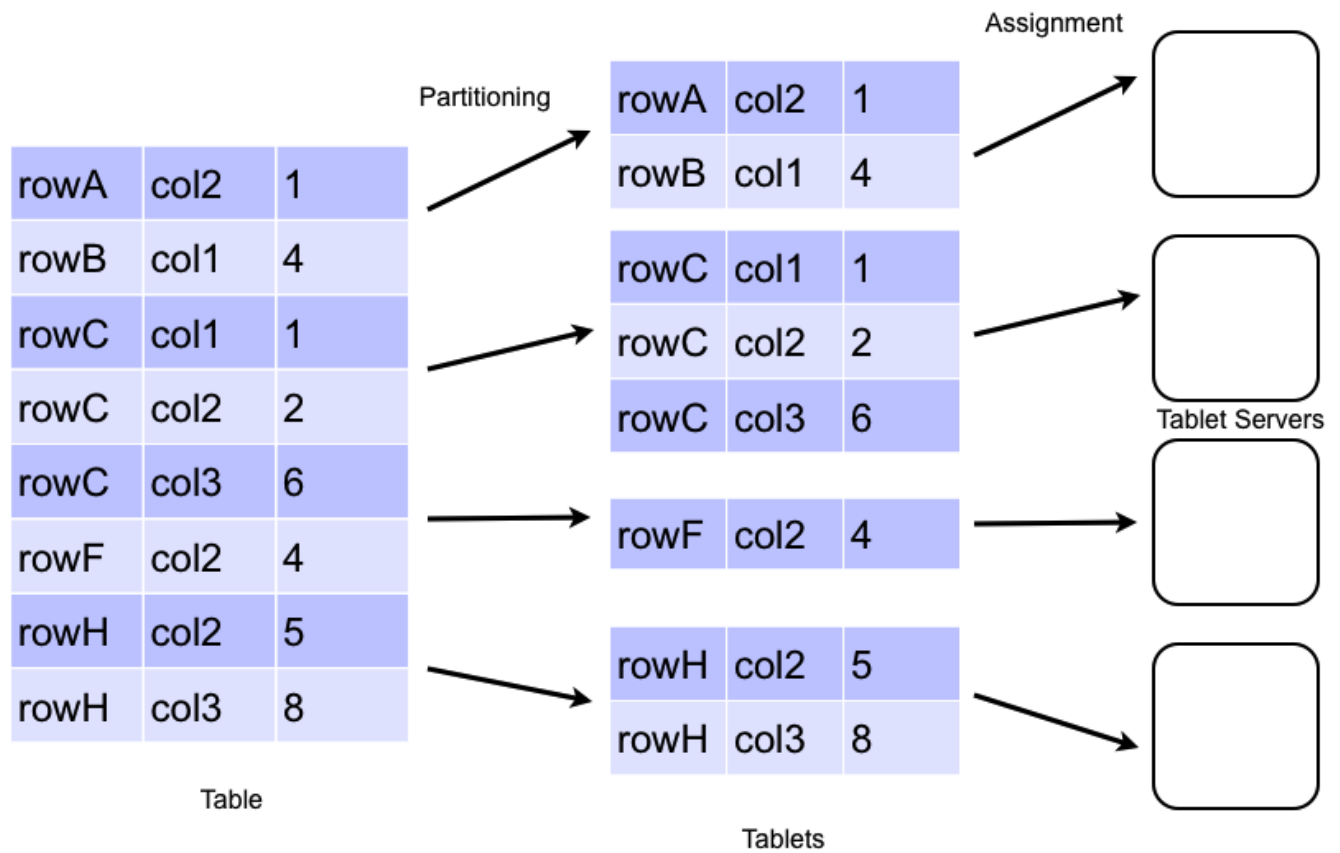 Assignment
Partitioning
rowA col2 1
rowB col1 4
rowC col1 1
rowC col2 2
rowC col3 6
rowF col2 4
rowH col2 5
rowH col3 8
Table
rowA col2 1
rowB col1 4
rowC col1 1
rowC col2 2
rowC col3 6
rowF col2 4
rowH col2 5
rowH col3 8
Tablets
Tablet Servers